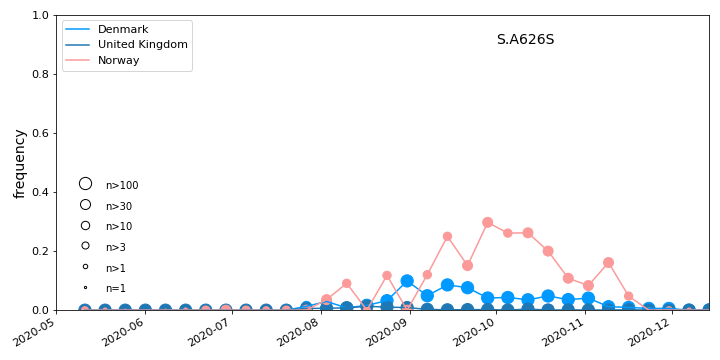 S.A626S
Denmark
United Kingdom
Norway
frequency
1.0
0.8
0.6
0.4
0.2
0.0
n>100
n>30
n>10
n>3
n>1
n=1
2020-05
2020-06
2020-07
2020-08
2020-09
2020-10
2020-11
2020-12